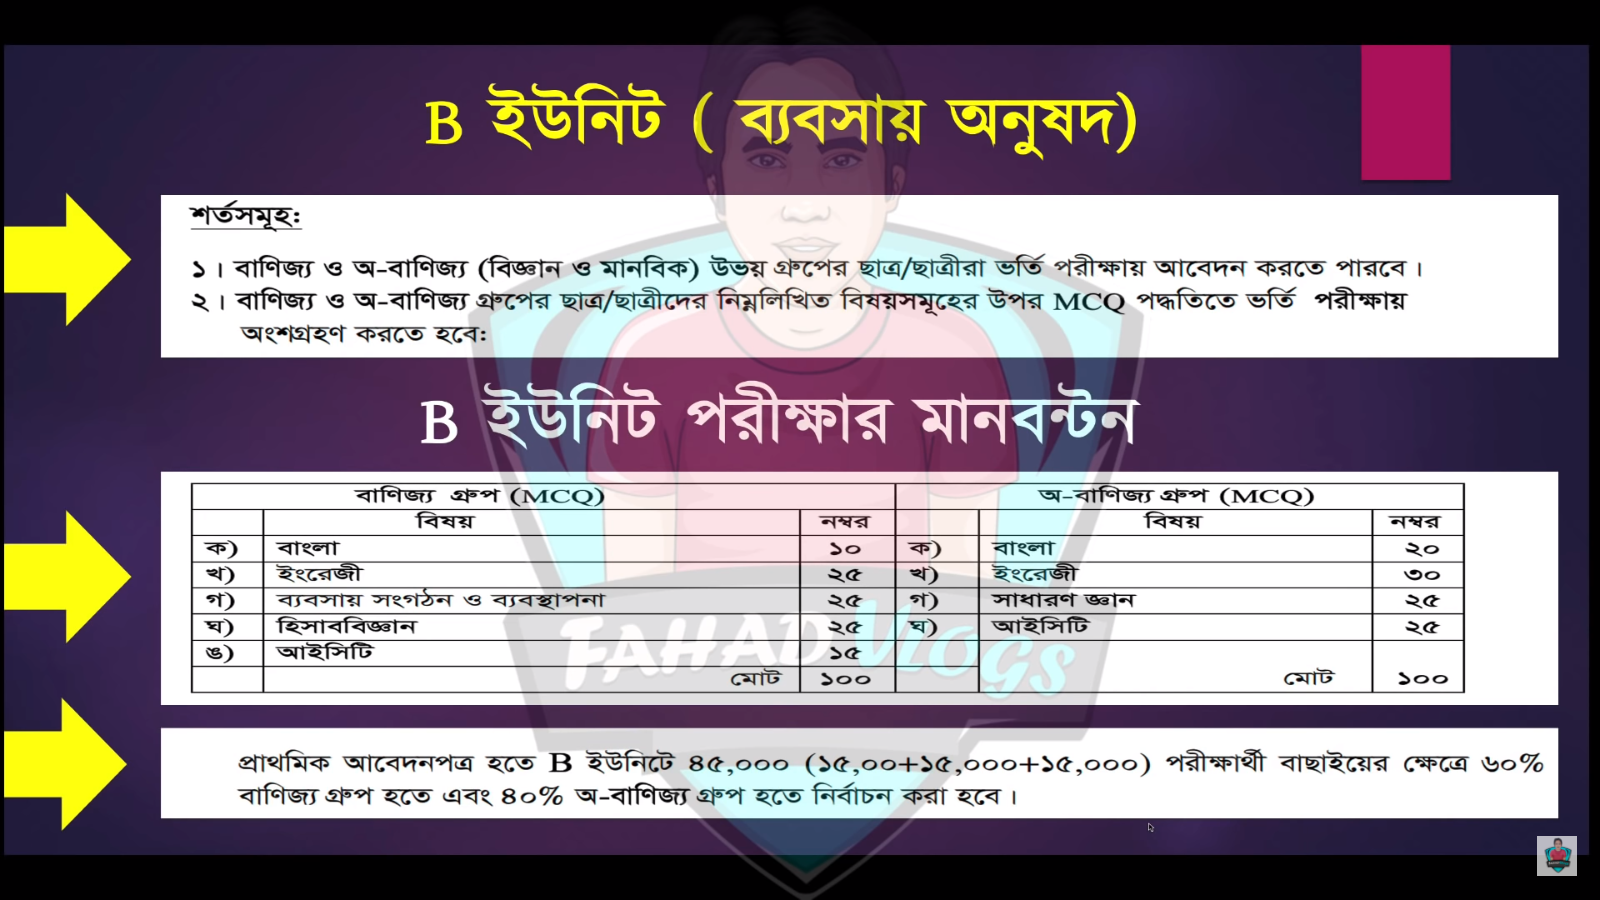 B ইউনিট ( ব্যবসায় অনুষদ)
শর্তসমূহ:
১ । বাণিজ্য ও অ-বাণিজ্য (বিজ্ঞান ও মানবিক) উভয় গ্রুপের ছাত্র/ছাত্রীরা ভর্তি পরীক্ষায় আবেদন করতে পারবে ।
২ । বাণিজ্য ও অ-বাণিজ্য গ্রুপের ছাত্র/ছাত্রীদের নিম্নলিখিত বিষয়সমূহের উপর MCQ পদ্ধতিতে ভর্তি পরীক্ষায়
অংশগ্রহণ করতে হবে:
B ইউনিট পরীক্ষার মানবন্টন
বাণিজ্য গ্রুপ (MCQ) অ-বাণিজ্য গ্রুপ (MCQ)
বিষয় নম্বর বিষয় নম্বর
ক) বাংলা ১০ ক) বাংলা ২০
খ) ইংরেজী ২৫ খ) ইংরেজী ৩০
গ) ব্যবসায় সংগঠন ও ব্যবস্থাপনা ২৫ গ) সাধারণ জ্ঞান ২৫
ঘ) হিসাববিজ্ঞান ২৫ ঘ) আইসিটি ২৫
ঙ) আইসিটি ১৫
মোট ১০০ মোট ১০০
FAHAD VLOGS
প্রাথমিক আবেদনপত্র হতে B ইউনিটে ৪৫,০০০ (১৫,০০+১৫,০০০+১৫,০০০) পরীক্ষার্থী বাছাইয়ের ক্ষেত্রে ৬০%
বাণিজ্য গ্রুপ হতে এবং ৪০% অ-বাণিজ্য গ্রুপ হতে নির্বাচন করা হবে ।